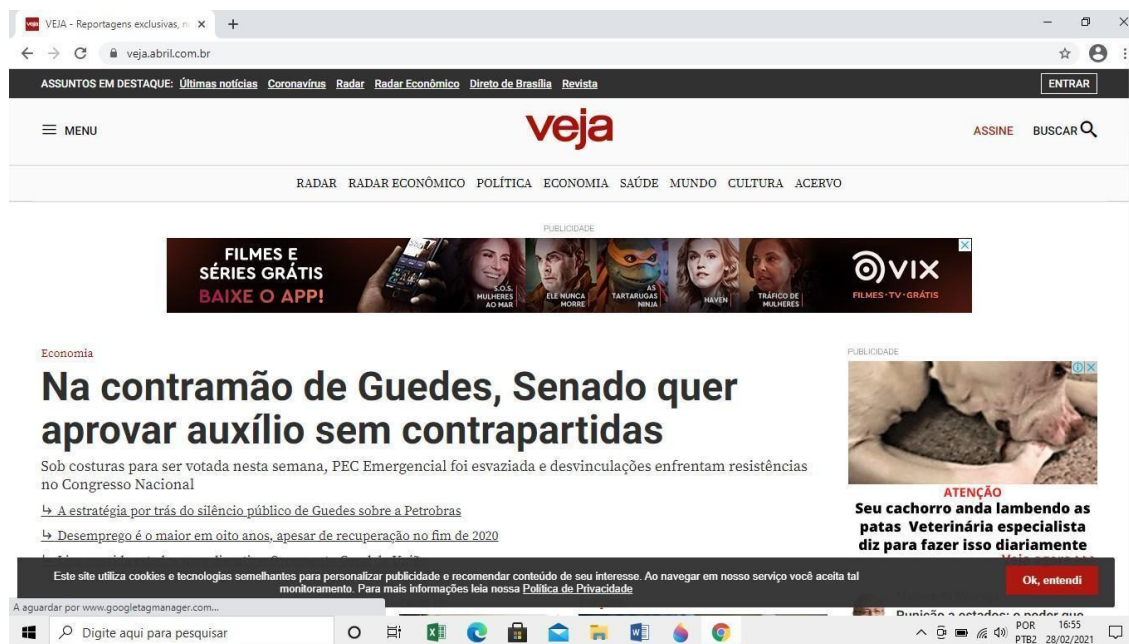 VEJA - Reportagens exclusivas, n
veja.abril.com.br
ASSUNTOS EM DESTAQUE: Últimas notícias Coronavírus Radar Radar Econômico Direto de Brasília Revista
ENTRAR
MENU
veja
ASSINE BUSCAR
RADAR RADAR ECONÔMICO POLÍTICA ECONOMIA SAÚDE MUNDO CULTURA ACERVO
PUBLICIDADE
FILMES E
SÉRIES GRÁTIS
BAIXE O APP!
S.O.S.
MULHERES
AO MAR
ELE NUNCA
MORRE
AS
TARTARUGAS
NINJA
HAVEN
TRÁFICO DE
MULHERES
VIX
FILMES·TV·GRÁTIS
Economia
Na contramão de Guedes, Senado quer
aprovar auxílio sem contrapartidas
Sob costuras para ser votada nesta semana, PEC Emergencial foi esvaziada e desvinculações enfrentam resistências
no Congresso Nacional
A estratégia por trás do silêncio público de Guedes sobre a Petrobras
Desemprego é o maior em oito anos, apesar de recuperação no fim de 2020
PUBLICIDADE
ATENÇÃO
Seu cachorro anda lambendo as
patas Veterinária especialista
diz para fazer isso diariamente
Este site utiliza cookies e tecnologias semelhantes para personalizar publicidade e recomendar conteúdo de seu interesse. Ao navegar em nosso serviço você aceita tal
monitoramento. Para mais informações leia nossa Política de Privacidade
Ok, entendi
A aguardar por www.googletagmanager.com...
Punição a estados: o poder que
Digite aqui para pesquisar
POR
PTB2
16:55
28/02/2021